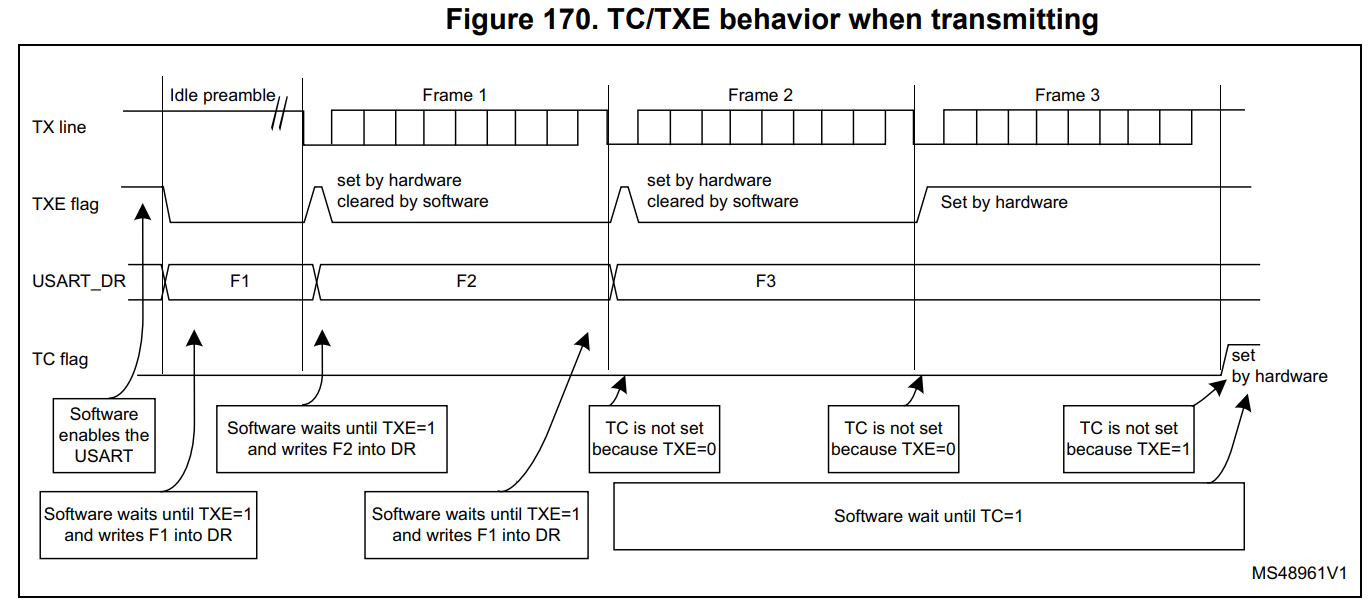 Figure 170. TC/TXE behavior when transmitting
Idle preamble
Frame 1
Frame 2
Frame 3
TX line
set by hardware
cleared by software
set by hardware
cleared by software
TXE flag
Set by hardware
USART_DR
F1
F2
F3
TC flag
set
by hardware
Software
enables the
USART
Software waits until TXE=1
and writes F2 into DR
TC is not set
because TXE=0
TC is not set
because TXE=0
TC is not set
because TXE=1
Software waits until TXE=1
and writes F1 into DR
Software waits until TXE=1
and writes F1 into DR
Software wait until TC=1
MS48961V1